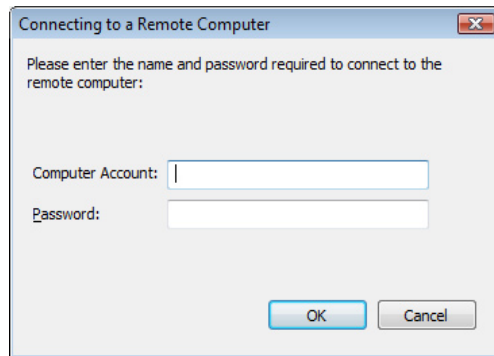 Connecting to a Remote Computer
Please enter the name and password required to connect to the
remote computer:
Computer Account:
Password:
OK Cancel